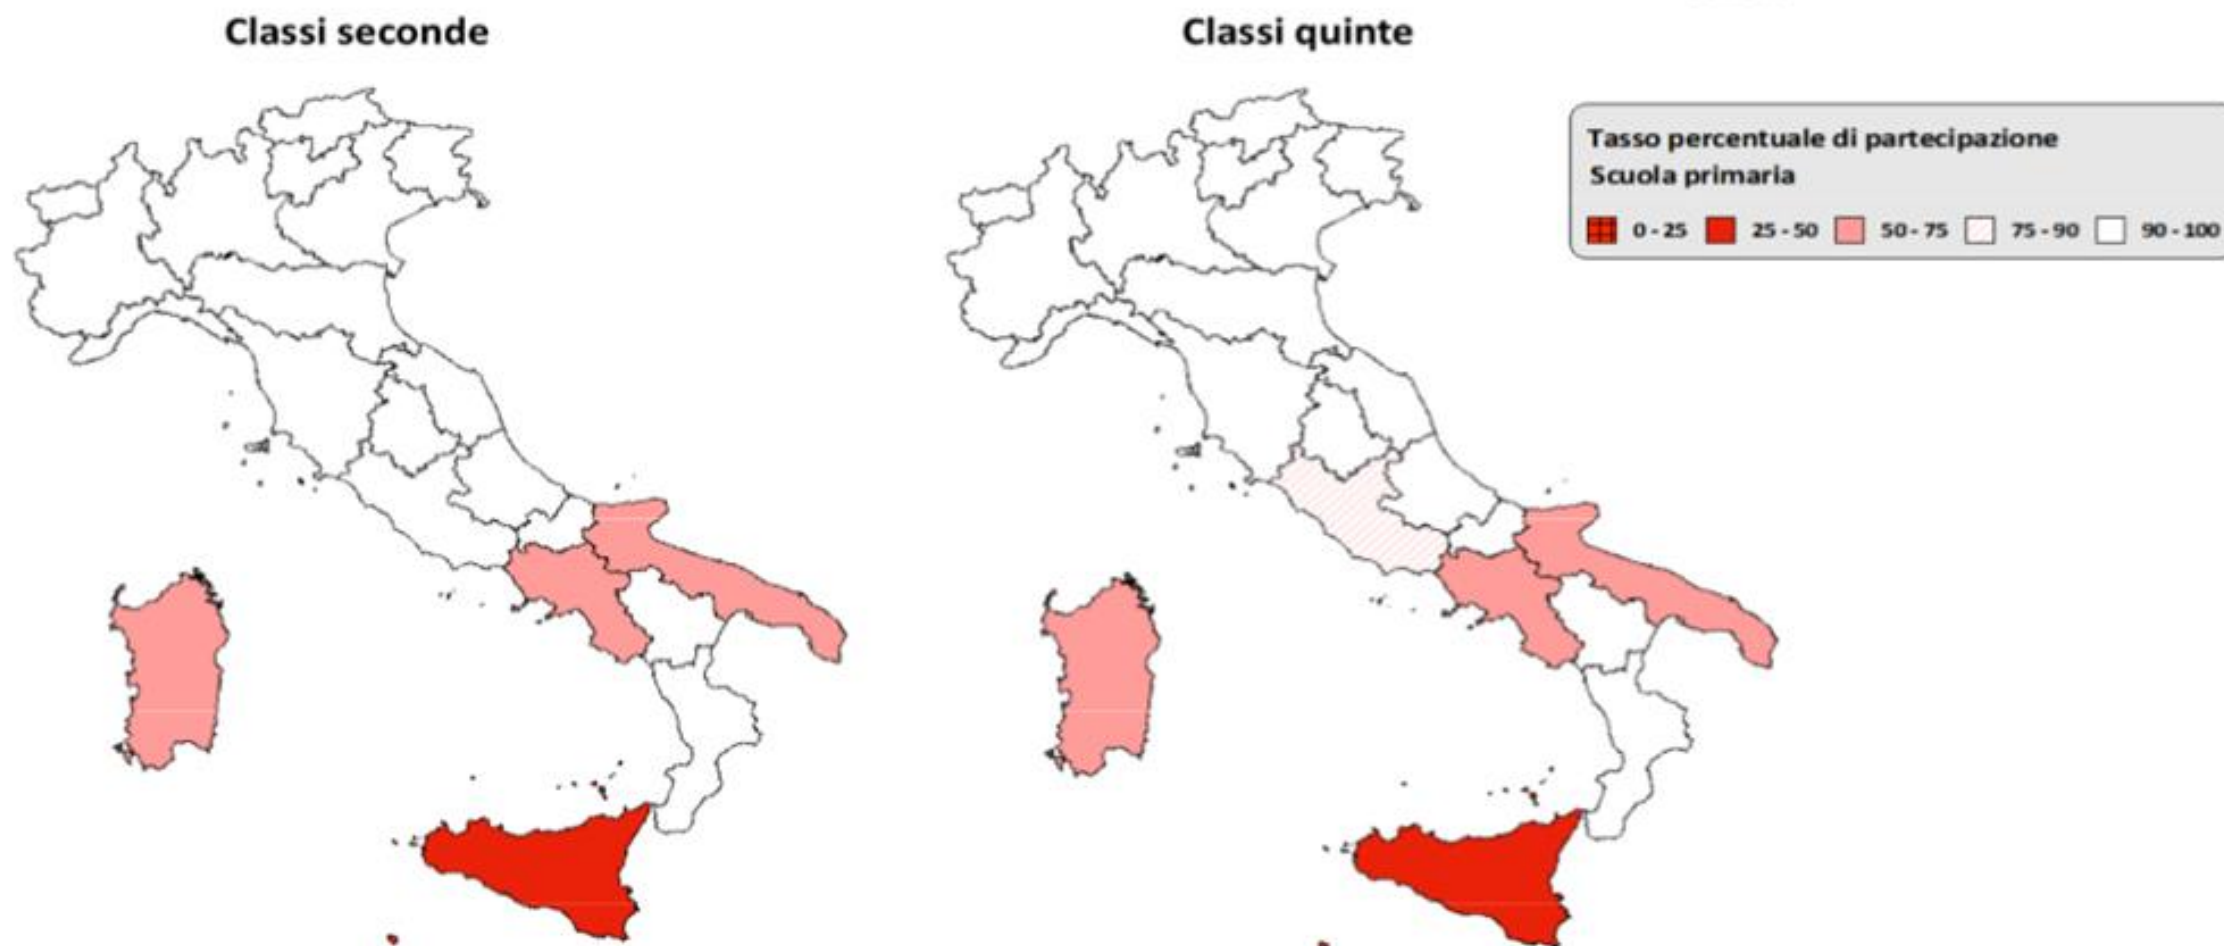 Classi seconde
Classi quinte
Tasso percentuale di partecipazione
Scuola primaria
0 - 25 25 - 50 50 - 75 75 - 90 90 - 100